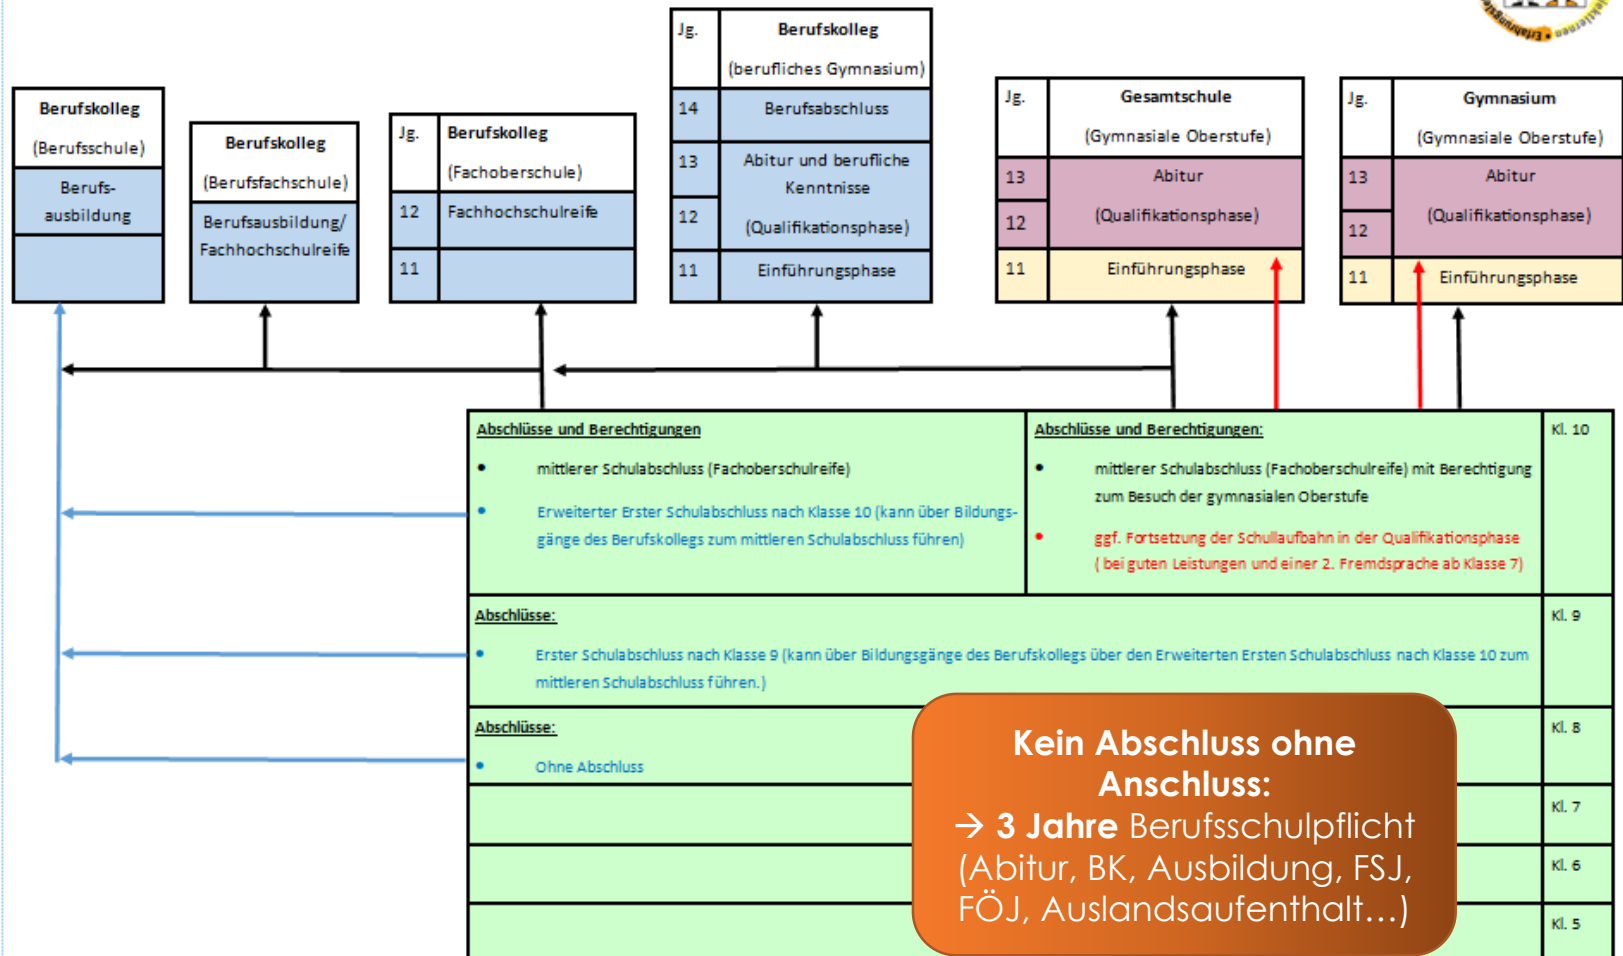 Berufskolleg
(Berufsschule)
Berufs-
ausbildung
Berufskolleg
(Berufsfachschule)
Berufsausbildung/
Fachhochschulreife
Jg.
Berufskolleg
(Fachoberschule)
12
Fachhochschulreife
11
Jg.
Berufskolleg
(berufliches Gymnasium)
14
Berufsabschluss
13
Abitur und berufliche
Kenntnisse
12
(Qualifikationsphase)
11
Einführungsphase
Jg.
Gesamtschule
(Gymnasiale Oberstufe)
13
Abitur
12
(Qualifikationsphase)
11
Einführungsphase
Jg.
Gymnasium
(Gymnasiale Oberstufe)
13
Abitur
12
(Qualifikationsphase)
11
Einführungsphase
Abschlüsse und Berechtigungen
• mittlerer Schulabschluss (Fachoberschulreife)
• Erweiterter Erster Schulabschluss nach Klasse 10 (kann über Bildungs-
gänge des Berufskollegs zum mittleren Schulabschluss führen)
Abschlüsse und Berechtigungen:
• mittlerer Schulabschluss (Fachoberschulreife) mit Berechtigung
zum Besuch der gymnasialen Oberstufe
• ggf. Fortsetzung der Schullaufbahn in der Qualifikationsphase
( bei guten Leistungen und einer 2. Fremdsprache ab Klasse 7)
Kl. 10
Abschlüsse:
• Erster Schulabschluss nach Klasse 9 (kann über Bildungsgänge des Berufskollegs über den Erweiterten Ersten Schulabschluss nach Klasse 10 zum
mittleren Schulabschluss führen.)
Kl. 9
Abschlüsse:
• Ohne Abschluss
Kl. 8
Kl. 7
Kl. 6
Kl. 5
Kein Abschluss ohne
Anschluss:
→ 3 Jahre Berufsschulpflicht
(Abitur, BK, Ausbildung, FSJ,
FÖJ, Auslandsaufenthalt…)